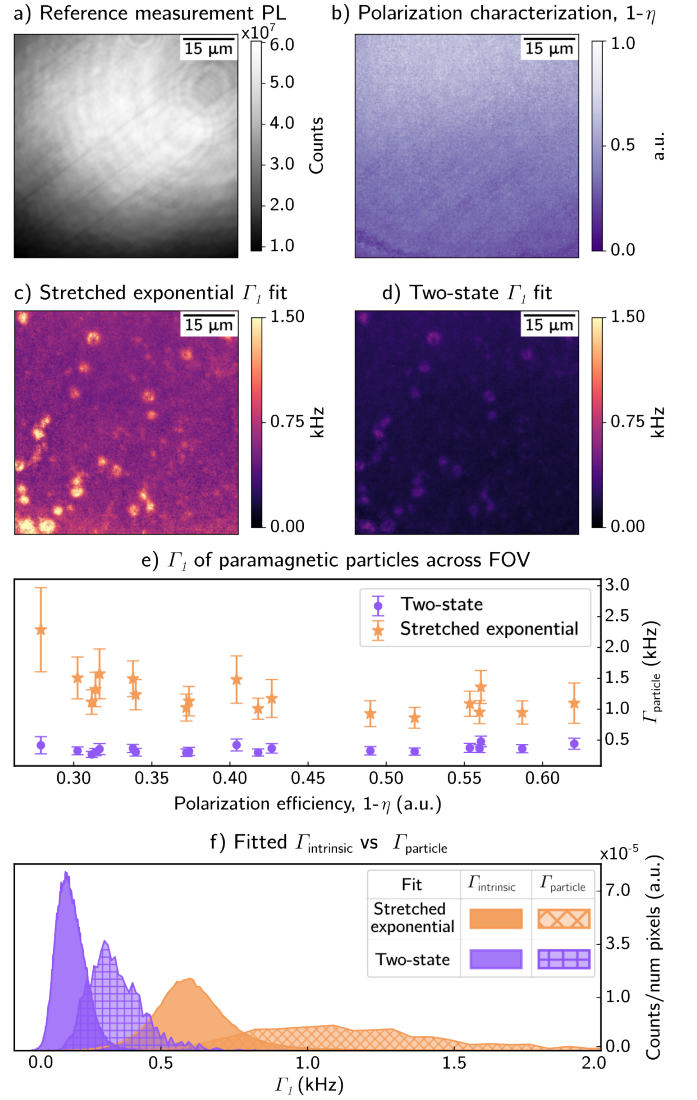 a) Reference measurement PL
15 µm
x10⁷
6.0
5.0
4.0
3.0
2.0
1.0
Counts
b) Polarization characterization, 1-η
15 µm
1.0
0.5
0.0
a.u.
c) Stretched exponential Γ₁ fit
15 µm
1.50
0.75
0.00
kHz
d) Two-state Γ₁ fit
15 µm
1.50
0.75
0.00
kHz
e) Γ₁ of paramagnetic particles across FOV
Two-state
Stretched exponential
3.0
2.5
2.0
1.5
1.0
0.5
Γparticle (kHz)
0.30 0.35 0.40 0.45 0.50 0.55 0.60
Polarization efficiency, 1-η (a.u.)
f) Fitted Γintrinsic vs Γparticle
x10⁻⁵
Fit Γintrinsic Γparticle
Stretched
exponential
Two-state
7.0
3.5
1.0
0.0
Counts/num pixels (a.u.)
0.0 0.5 1.0 1.5 2.0
Γ₁ (kHz)